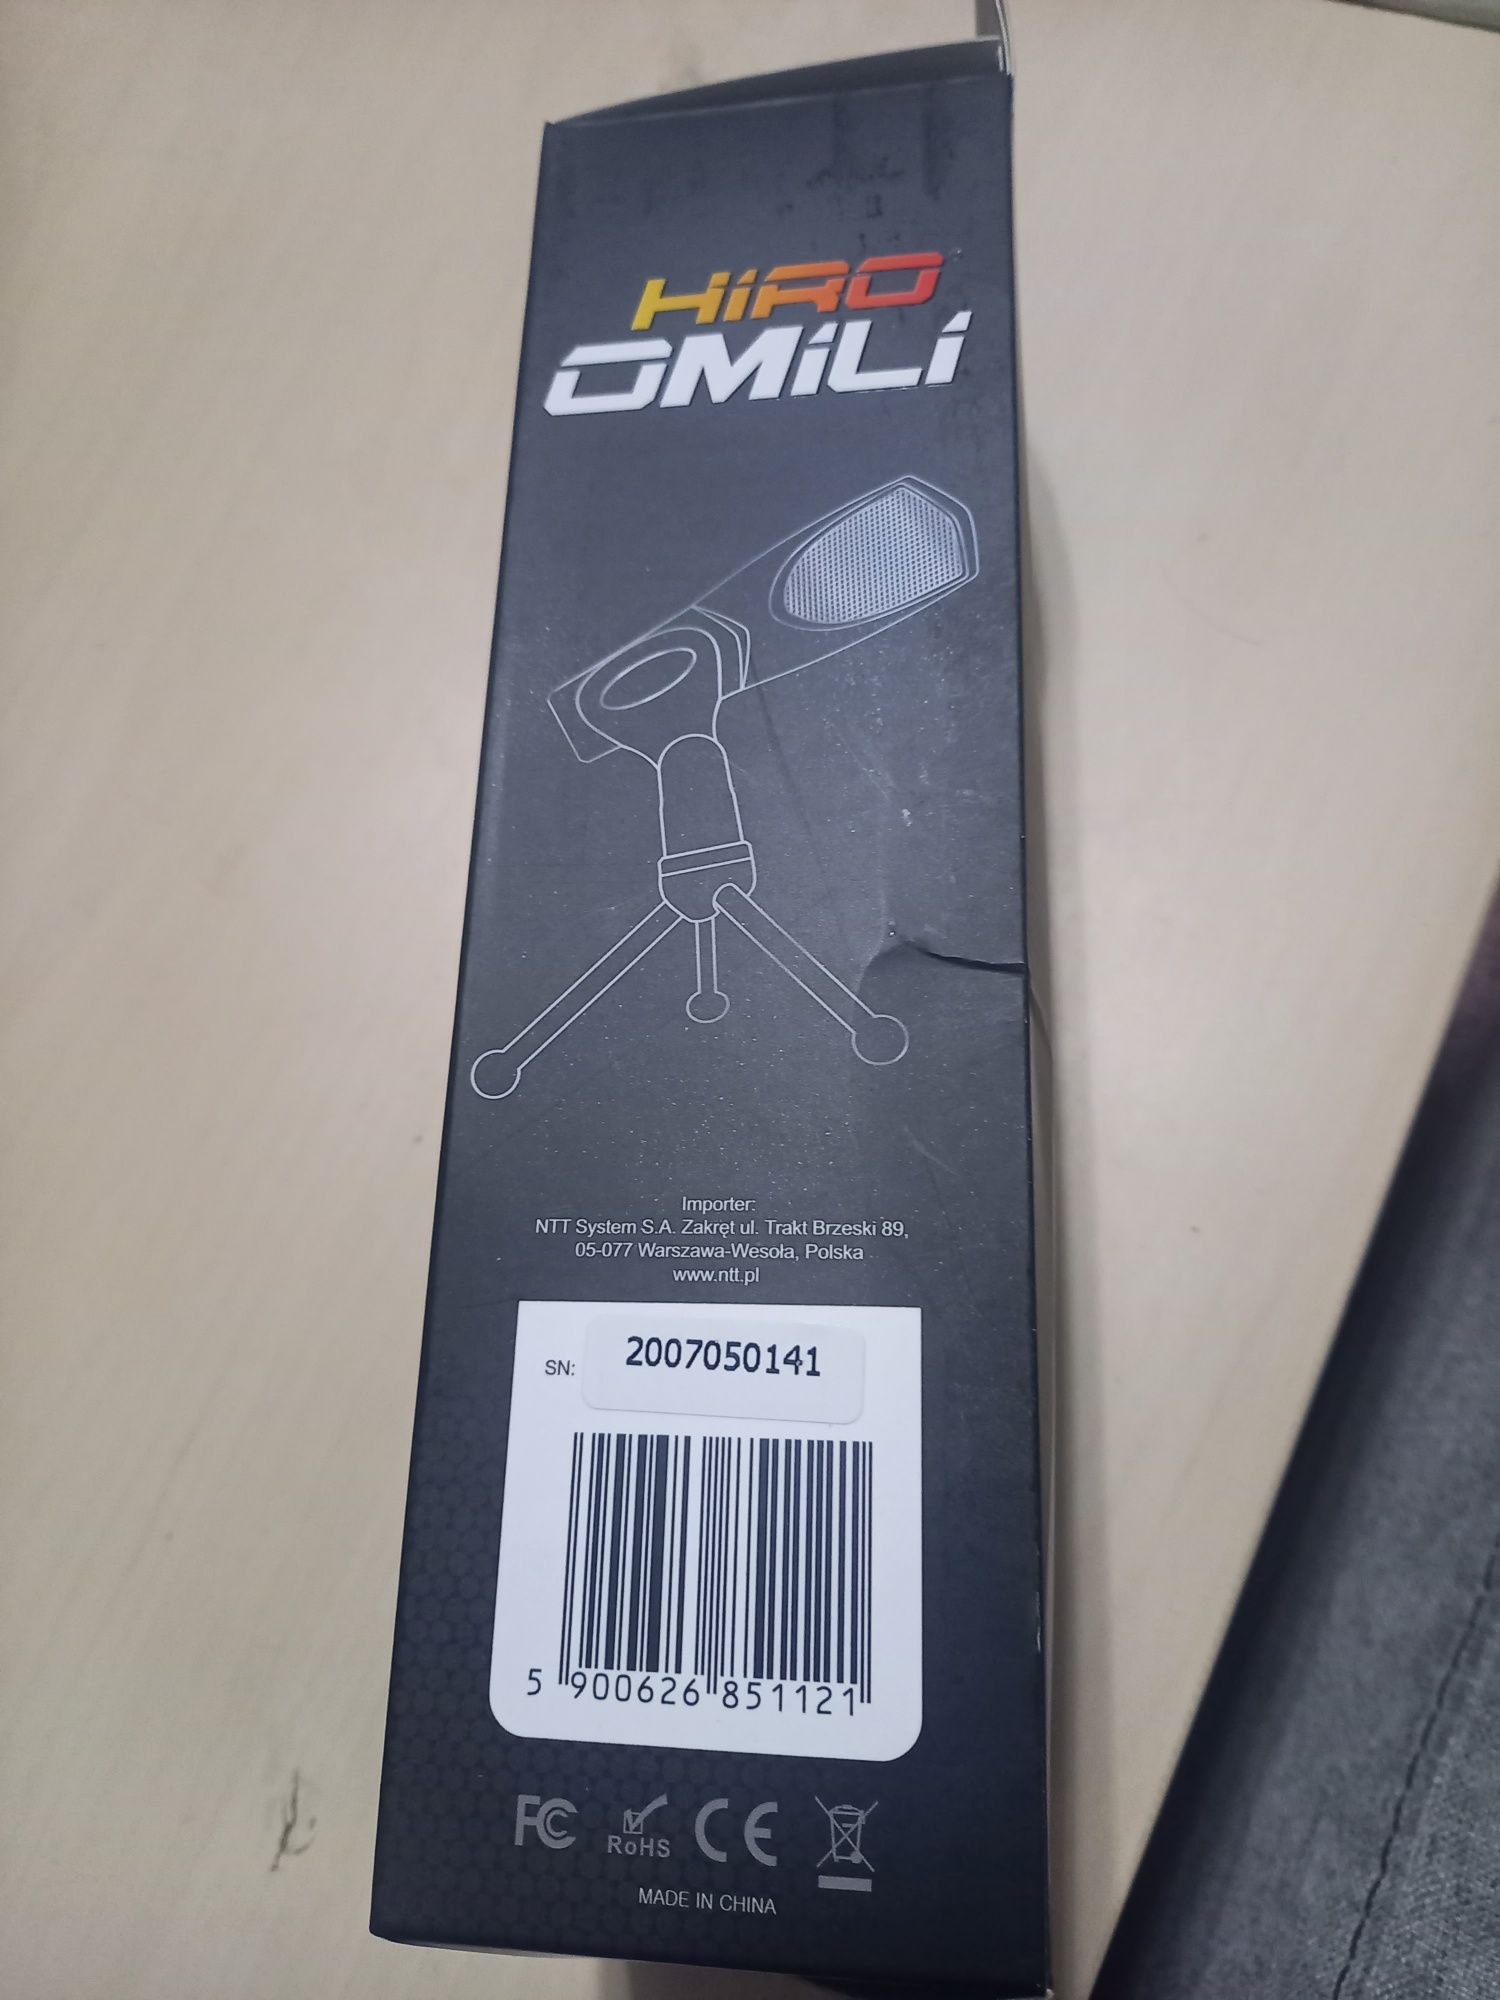 HiRO
OMiLi
Importer:
NTT System S.A. Zakręt ul. Trakt Brzeski 89,
05-077 Warszawa-Wesoła, Polska
www.ntt.pl
SN: 2007050141
5 900626 851121
FC
RoHS
CE
MADE IN CHINA